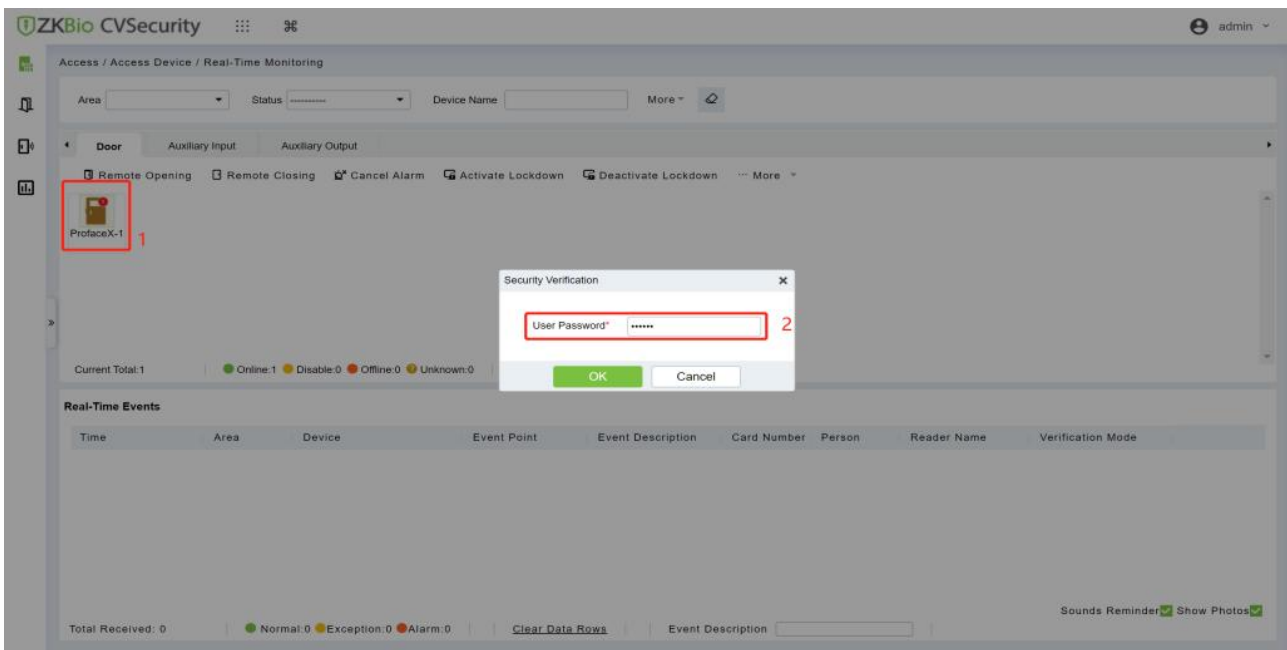 ZKBio CVSecurity admin
Access / Access Device / Real-Time Monitoring
Area Status ---------- Device Name More
Door Auxiliary Input Auxiliary Output
Remote Opening Remote Closing Cancel Alarm Activate Lockdown Deactivate Lockdown ··· More
ProfaceX-1
1
Security Verification
User Password* ••••••
2
OK Cancel
Current Total:1 Online:1 Disable:0 Offline:0 Unknown:0
Real-Time Events
Time Area Device Event Point Event Description Card Number Person Reader Name Verification Mode
Sounds Reminder Show Photos
Total Received: 0 Normal:0 Exception:0 Alarm:0 Clear Data Rows Event Description